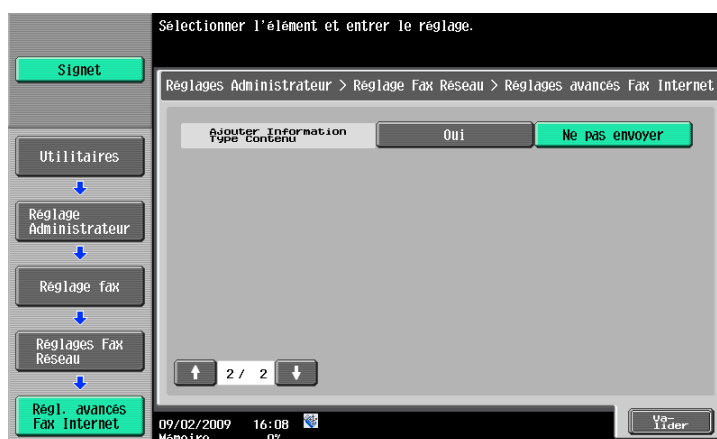 Sélectionner l'élément et entrer le réglage.
Signet
Réglages Administrateur > Réglage Fax Réseau > Réglages avancés Fax Internet
Ajouter Information
Type Contenu
Oui
Ne pas envoyer
Utilitaires
Réglage
Administrateur
Réglage fax
Réglages Fax
Réseau
2/ 2
Régl. avancés
Fax Internet
09/02/2009 16:08
Mémoire 0%
Va-
lider